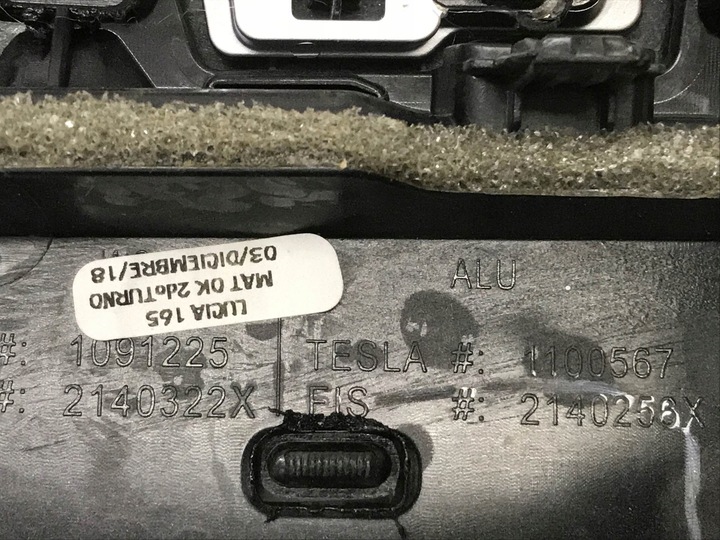 LUCIA 165
MAT OK 2doTURNO
03/DICIEMBRE/18
ALU
#: 1091225 TESLA #: 1100567
#: 2140322X FIS #: 2140256X